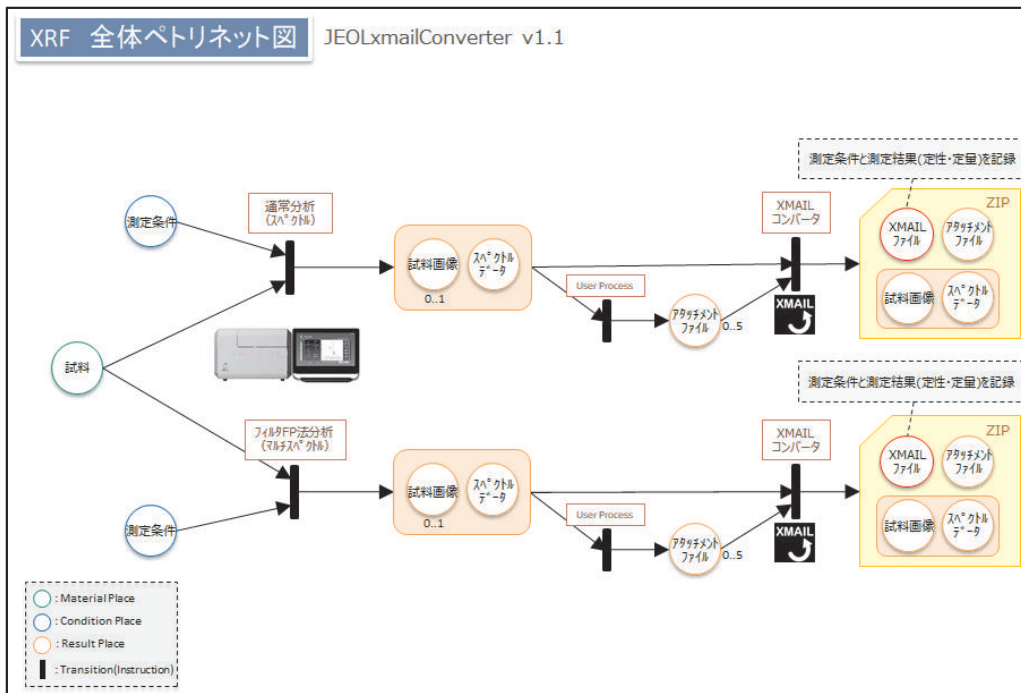 XRF 全体ペトリネット図 JEOLxmailConverter v1.1
測定条件と測定結果(定性・定量)を記録
測定条件
通常分析
(スペクトル)
XMAIL
コンバータ
ZIP
XMAIL
ファイル
アタッチメント
ファイル
試料画像
0..1
スペクトル
データ
User Process
アタッチメント
ファイル
0..5
XMAIL
試料画像
スペクトル
データ
試料
測定条件と測定結果(定性・定量)を記録
フィルタFP法分析
(マルチスペクトル)
XMAIL
コンバータ
ZIP
XMAIL
ファイル
アタッチメント
ファイル
試料画像
0..1
スペクトル
データ
測定条件
User Process
アタッチメント
ファイル
0..5
XMAIL
試料画像
スペクトル
データ
: Material Place
: Condition Place
: Result Place
: Transition(Instruction)